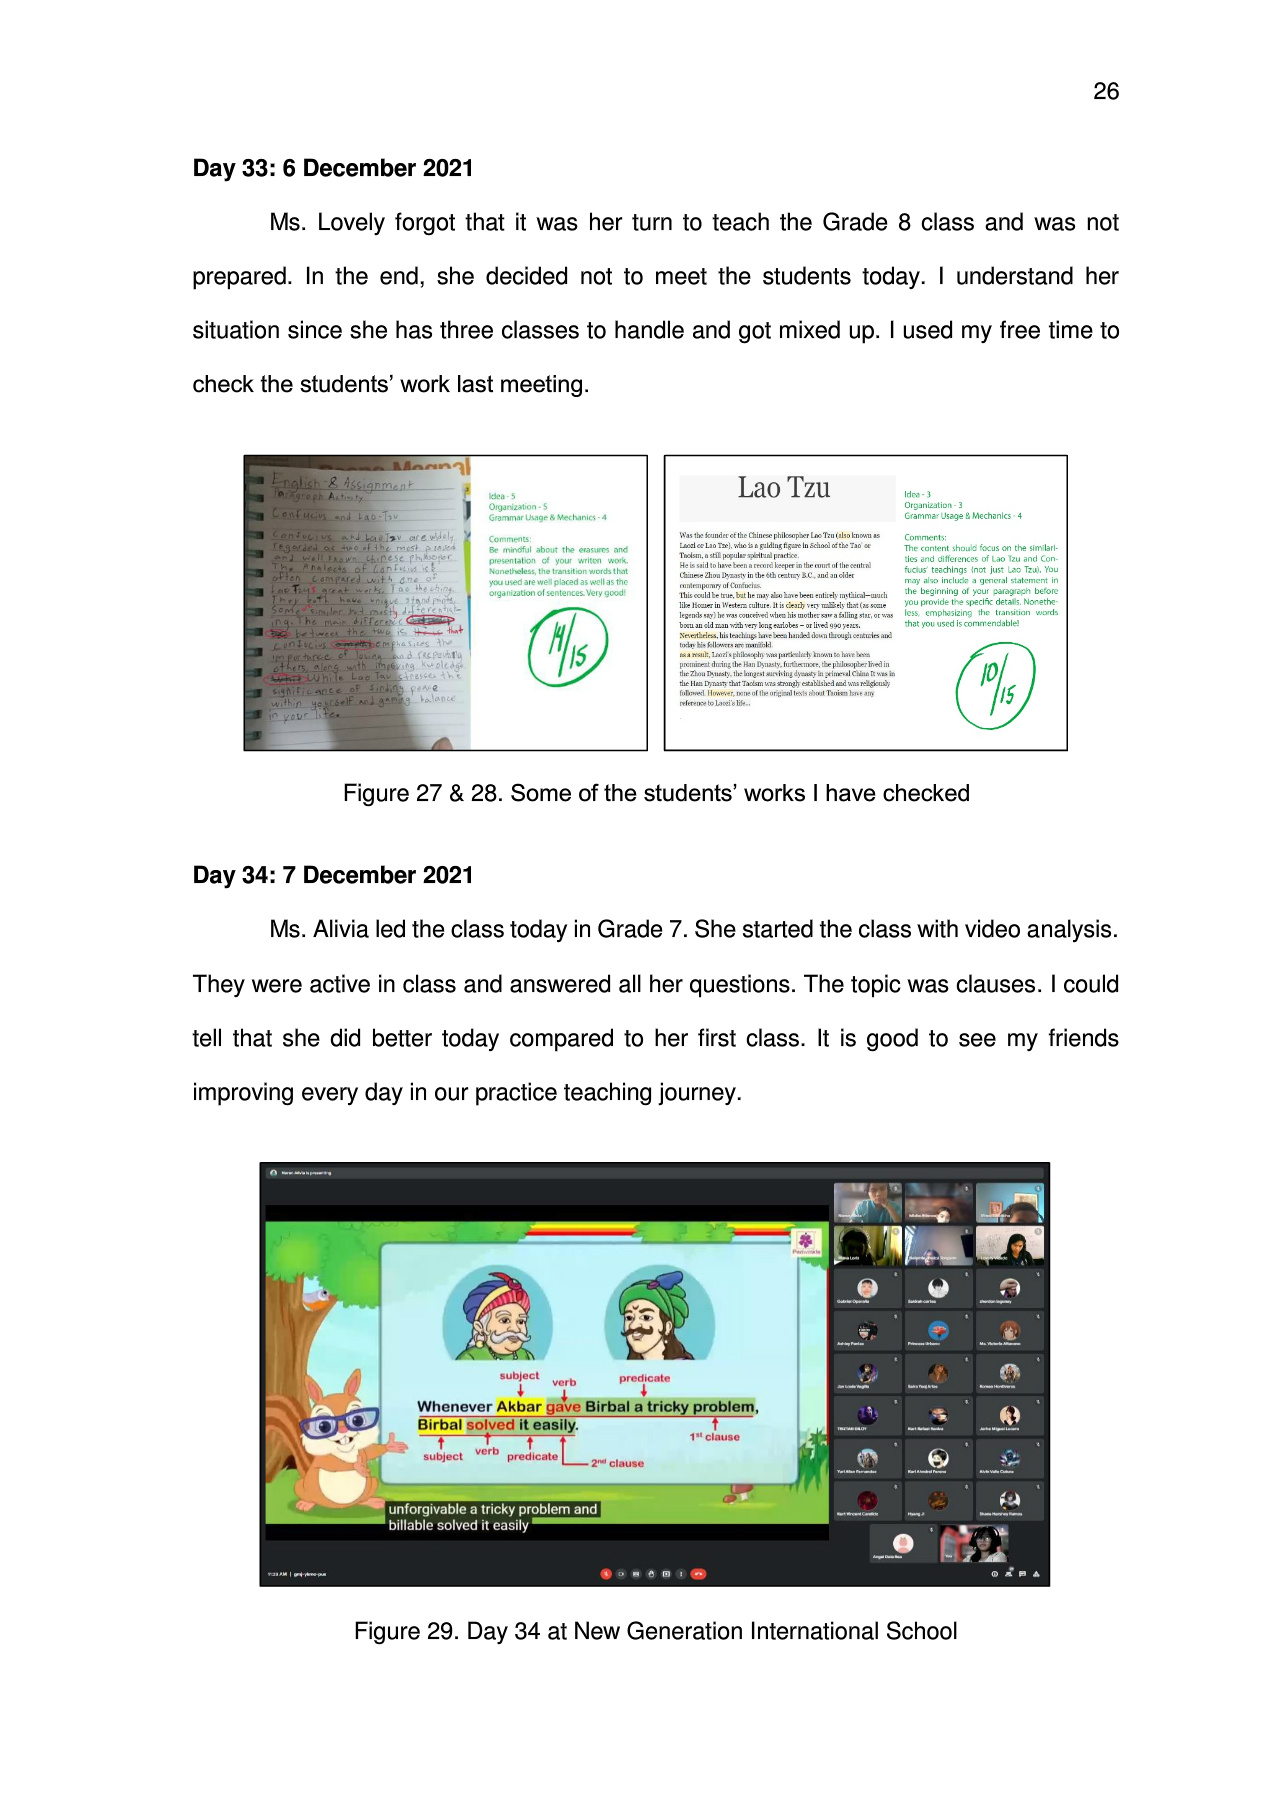 26
Day 33: 6 December 2021
Ms. Lovely forgot that it was her turn to teach the Grade 8 class and was not
prepared. In the end, she decided not to meet the students today. I understand her
situation since she has three classes to handle and got mixed up. I used my free time to
check the students’ work last meeting.
English 8 Assignment
Paragraph Activity
Confucius and Lao-Tzu
Confucius and Lao Tzu are widely
regarded as two of the most praised
and well known Chinese philosopher.
The Analects of Confucius is
often compared with one of
Lao Tzu's great works, Tao the ching.
They both have unique standpoints,
Some similar but mostly differentiat-
ing. The main difference
between the two is that
Confucius emphasizes the
importance of loving and respecting
others along with improving knowledge
While Lao Tzu stresses the
significance of finding peace
within yourself and gaining balance
in your life.
Idea - 5
Organization - 5
Grammar Usage & Mechanics - 4
Comments:
Be mindful about the erasures and
presentation of your writen work.
Nonetheless, the transition words that
you used are well placed as well as the
organization of sentences. Very good!
14/15
Lao Tzu
Was the founder of the Chinese philosopher Lao Tzu (also known as
Laozi or Lao Tze), who is a guiding figure in School of the Tao' or
Taoism, a still popular spiritual practice.
He is said to have been a record keeper in the court of the central
Chinese Zhou Dynasty in the 6th century B.C., and an older
contemporary of Confucius.
This could be true, but he may also have been entirely mythical—much
like Homer in Western culture. It is clearly very unlikely that (as some
legends say) he was conceived when his mother saw a falling star, or was
born an old man with very long earlobes – or lived 990 years.
Nevertheless, his teachings have been handed down through centuries and
today his followers are manifold.
as a result, Laozi's philosophy was particularly known to have been
prominent during the Han Dynasty, furthermore, the philosopher lived in
the Zhou Dynasty, the longest surviving dynasty in primeval China It was in
the Han Dynasty that Taoism was strongly established and was religiously
followed. However, none of the original texts about Taoism have any
reference to Laozi's life...
Idea - 3
Organization - 3
Grammar Usage & Mechanics - 4
Comments:
The content should focus on the similari-
ties and differences of Lao Tzu and Con-
fucius' teachings (not just Lao Tzu). You
may also include a general statement in
the beginning of your paragraph before
you provide the specific details. Nonethe-
less, emphasizing the transition words
that you used is commendable!
10/15
Figure 27 & 28. Some of the students’ works I have checked
Day 34: 7 December 2021
Ms. Alivia led the class today in Grade 7. She started the class with video analysis.
They were active in class and answered all her questions. The topic was clauses. I could
tell that she did better today compared to her first class. It is good to see my friends
improving every day in our practice teaching journey.
Periwinkle
subject
verb
predicate
Whenever Akbar gave Birbal a tricky problem,
Birbal solved it easily.
1st clause
subject
verb
predicate
2nd clause
unforgivable a tricky problem and
billable solved it easily
Figure 29. Day 34 at New Generation International School